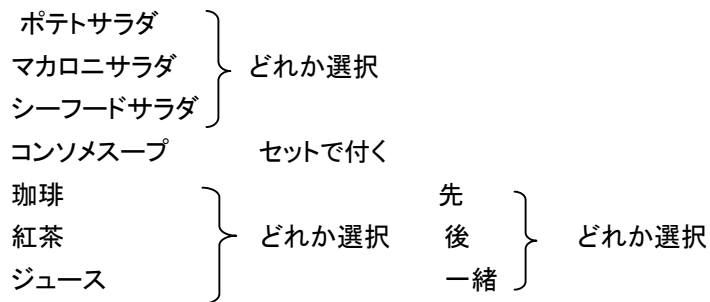 ポテトサラダ
マカロニサラダ どれか選択
シーフードサラダ
コンソメスープ セットで付く
珈琲 先
紅茶 どれか選択 後 どれか選択
ジュース 一緒